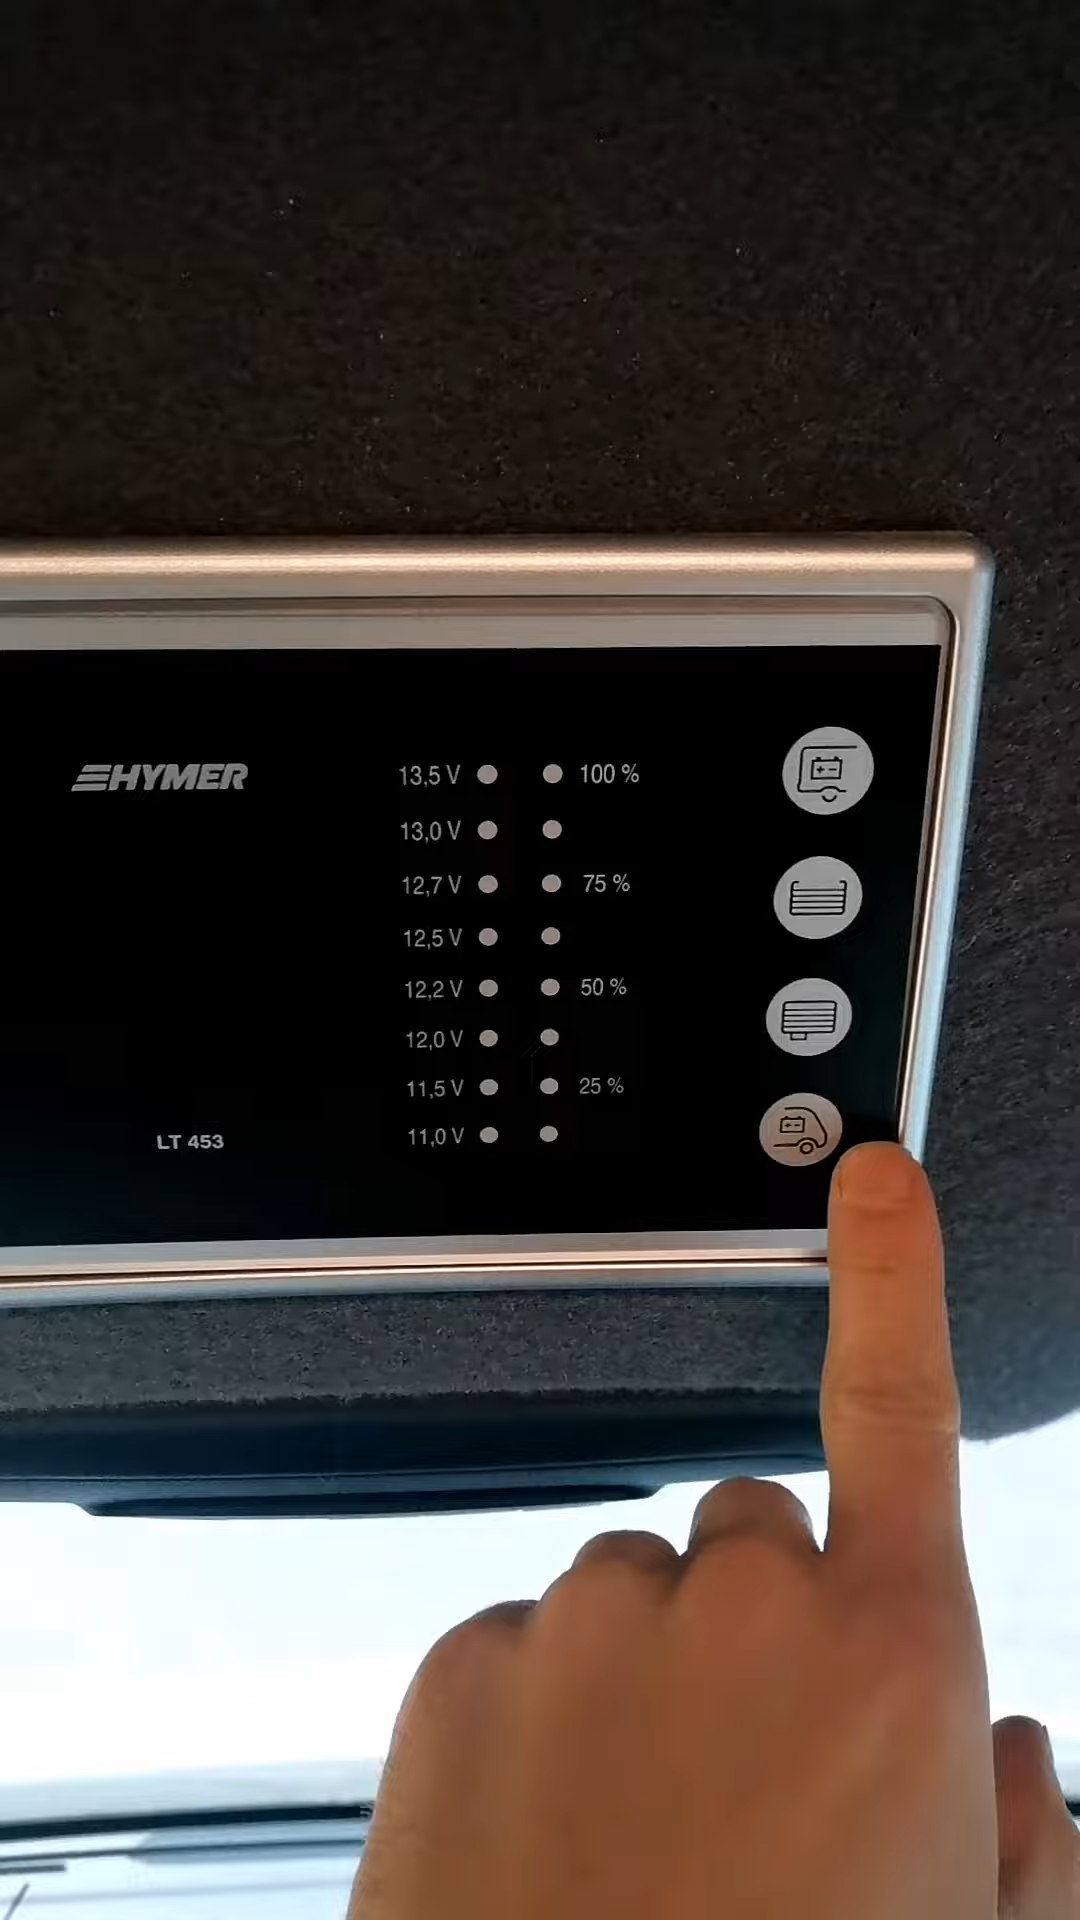 HYMER
13,5 V 100 %
13,0 V
12,7 V 75 %
12,5 V
12,2 V 50 %
12,0 V
11,5 V 25 %
11,0 V
LT 453